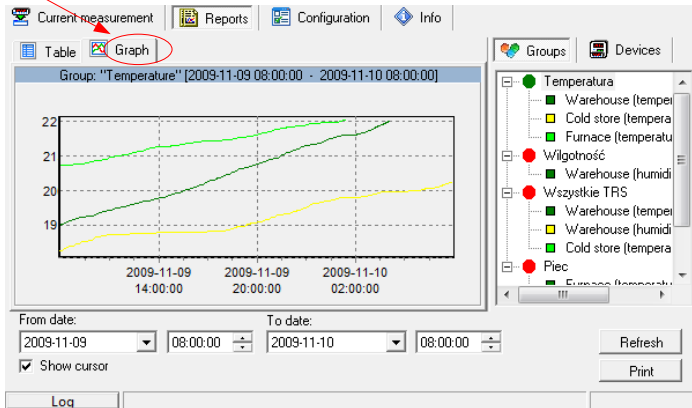 Current measurement Reports Configuration Info
Table Graph
Group: "Temperature" [2009-11-09 08:00:00 - 2009-11-10 08:00:00]
22
21
20
19
2009-11-09 2009-11-09 2009-11-10
14:00:00 20:00:00 02:00:00
Groups Devices
Temperatura
Warehouse (temper
Cold store (tempera
Furnace (temperatu
Wilgotność
Warehouse (humidi
Wszystkie TRS
Warehouse (temper
Warehouse (humidi
Cold store (tempera
Piec
Furnace (temperatu
From date: To date:
2009-11-09 08:00:00 2009-11-10 08:00:00 Refresh
Show cursor Print
Log